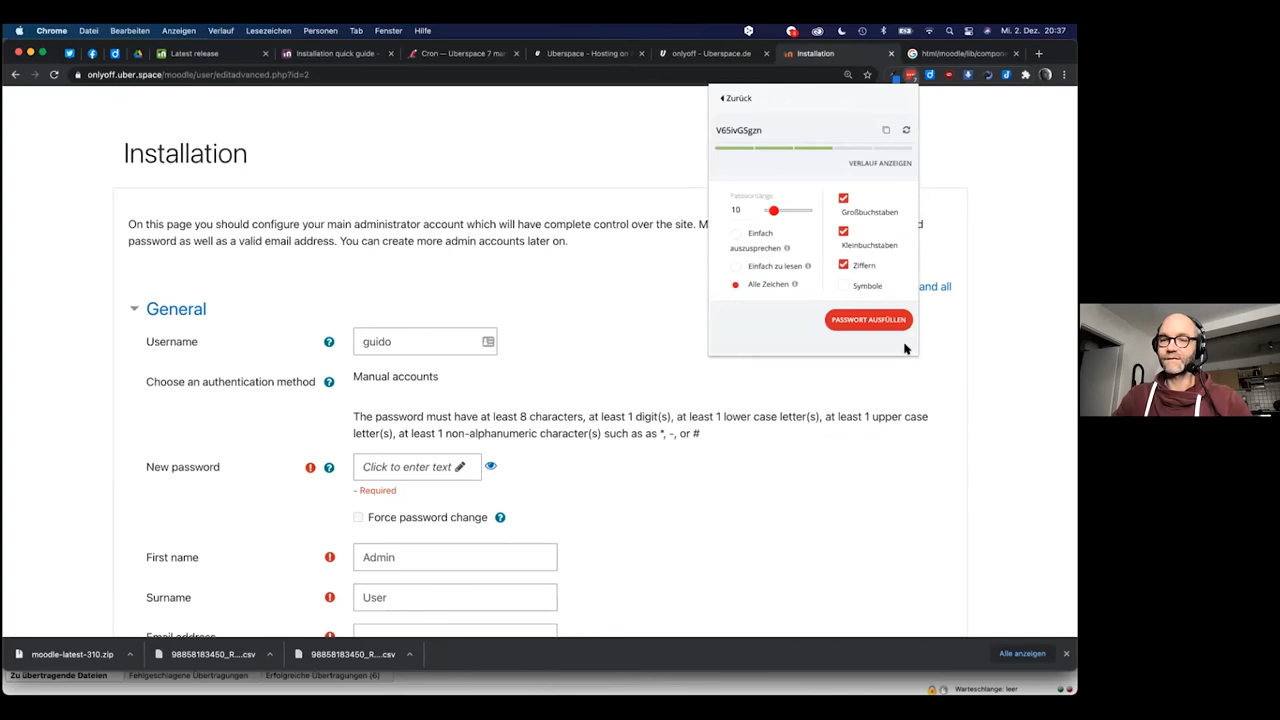 Chrome Datei Bearbeiten Anzeigen Verlauf Lesezeichen Personen Tab Fenster Hilfe Mi. 2. Dez. 20:37
Latest release Installation quick guide - Cron — Uberspace 7 ma Uberspace - Hosting on onlyoff - Uberspace.de Installation html/moodle/lib/compon
onlyoff.uber.space/moodle/user/editadvanced.php?id=2
Zurück
V65ivGSgzn
VERLAUF ANZEIGEN
Passwortlänge
10
Einfach auszusprechen
Einfach zu lesen
Alle Zeichen
Großbuchstaben
Kleinbuchstaben
Ziffern
Symbole
PASSWORT AUSFÜLLEN
Installation
On this page you should configure your main administrator account which will have complete control over the site. M d
password as well as a valid email address. You can create more admin accounts later on.
and all
General
Username guido
Choose an authentication method Manual accounts
The password must have at least 8 characters, at least 1 digit(s), at least 1 lower case letter(s), at least 1 upper case
letter(s), at least 1 non-alphanumeric character(s) such as as *, -, or #
New password Click to enter text
- Required
Force password change
First name Admin
Surname User
Email address
moodle-latest-310.zip 98858183450_R....csv 98858183450_R....csv Alle anzeigen
Zu übertragende Dateien Fehlgeschlagene Übertragungen Erfolgreiche Übertragungen (6)
Warteschlange: leer